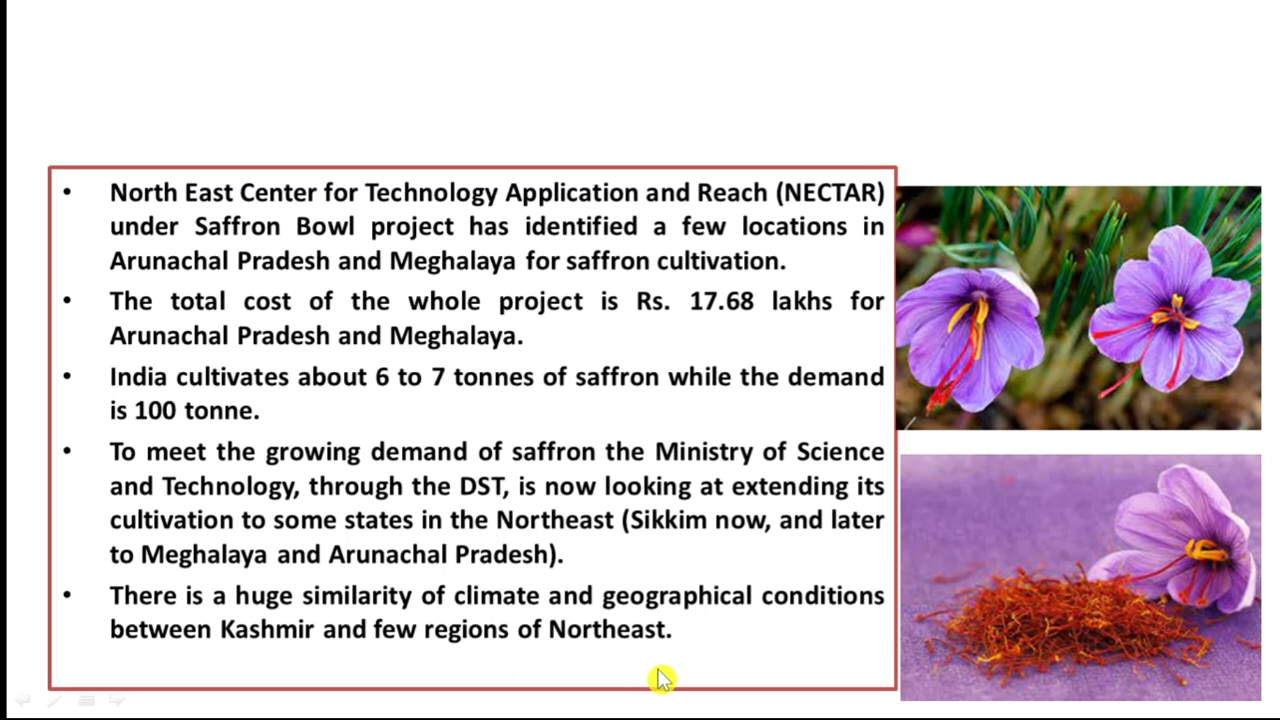 • North East Center for Technology Application and Reach (NECTAR)
under Saffron Bowl project has identified a few locations in
Arunachal Pradesh and Meghalaya for saffron cultivation.
• The total cost of the whole project is Rs. 17.68 lakhs for
Arunachal Pradesh and Meghalaya.
• India cultivates about 6 to 7 tonnes of saffron while the demand
is 100 tonne.
• To meet the growing demand of saffron the Ministry of Science
and Technology, through the DST, is now looking at extending its
cultivation to some states in the Northeast (Sikkim now, and later
to Meghalaya and Arunachal Pradesh).
• There is a huge similarity of climate and geographical conditions
between Kashmir and few regions of Northeast.